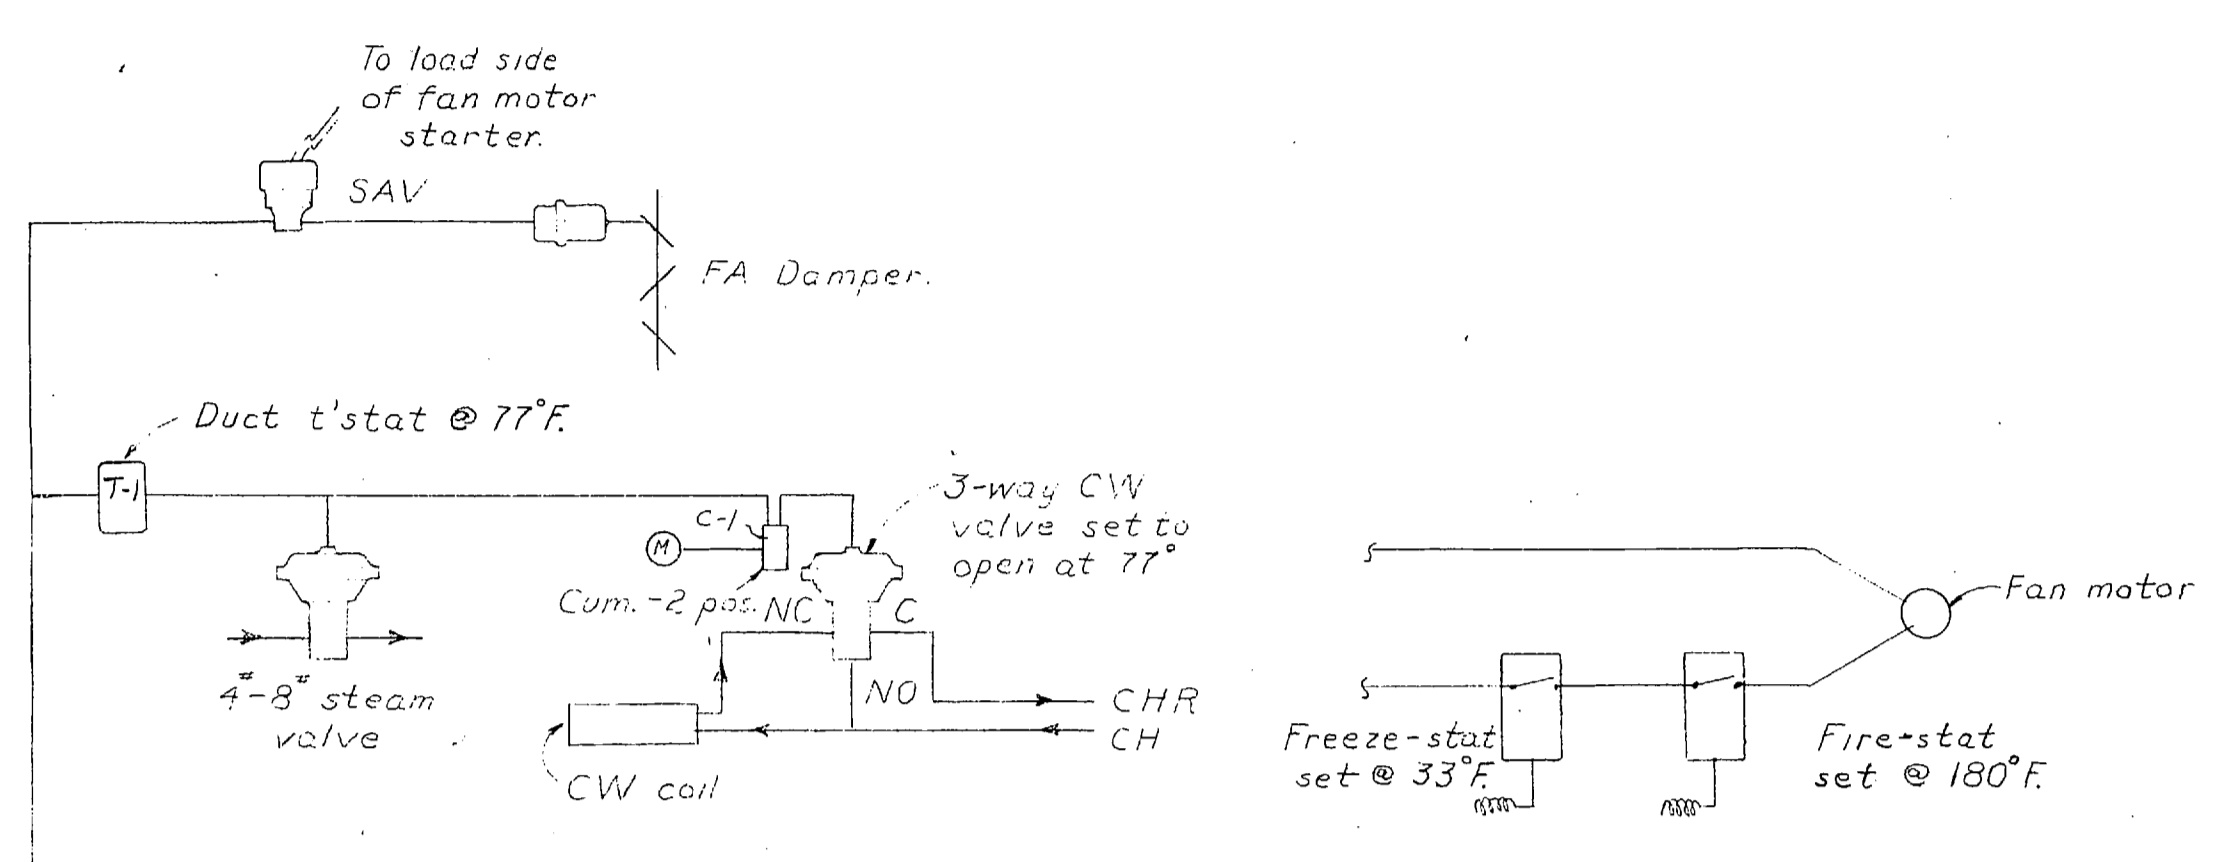 To load side
of fan motor
starter.
SAV
FA Damper.
Duct t'stat @ 77°F.
T-1
C-1
M
3-way CW
valve set to
open at 77°
Cum.-2 pos.
NC
C
NO
4#-8# steam
valve
CHR
CH
CW coil
Fan motor
Freeze-stat
set @ 33°F.
Fire-stat
set @ 180°F.